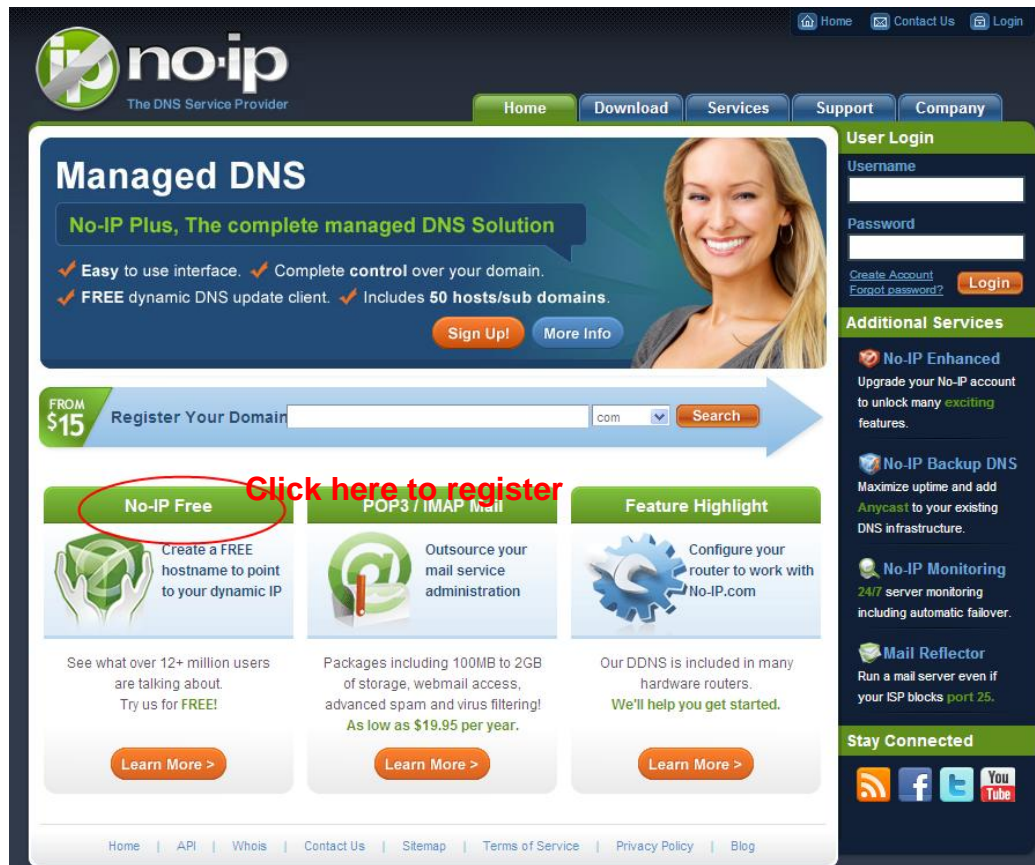 Home Contact Us Login
ip no·ip
The DNS Service Provider
Home Download Services Support Company
Managed DNS
No-IP Plus, The complete managed DNS Solution
Easy to use interface. Complete control over your domain.
FREE dynamic DNS update client. Includes 50 hosts/sub domains.
Sign Up! More Info
User Login
Username
Password
Create Account
Forgot password?
Login
FROM
$15
Register Your Domain
com
Search
Click here to register
No-IP Free
Create a FREE
hostname to point
to your dynamic IP
See what over 12+ million users
are talking about.
Try us for FREE!
Learn More >
POP3 / IMAP Mail
Outsource your
mail service
administration
Packages including 100MB to 2GB
of storage, webmail access,
advanced spam and virus filtering!
As low as $19.95 per year.
Learn More >
Feature Highlight
Configure your
router to work with
No-IP.com
Our DDNS is included in many
hardware routers.
We'll help you get started.
Learn More >
Additional Services
No-IP Enhanced
Upgrade your No-IP account
to unlock many exciting
features.
No-IP Backup DNS
Maximize uptime and add
Anycast to your existing
DNS infrastructure.
No-IP Monitoring
24/7 server monitoring
including automatic failover.
Mail Reflector
Run a mail server even if
your ISP blocks port 25.
Stay Connected
You
Tube
Home | API | Whois | Contact Us | Sitemap | Terms of Service | Privacy Policy | Blog